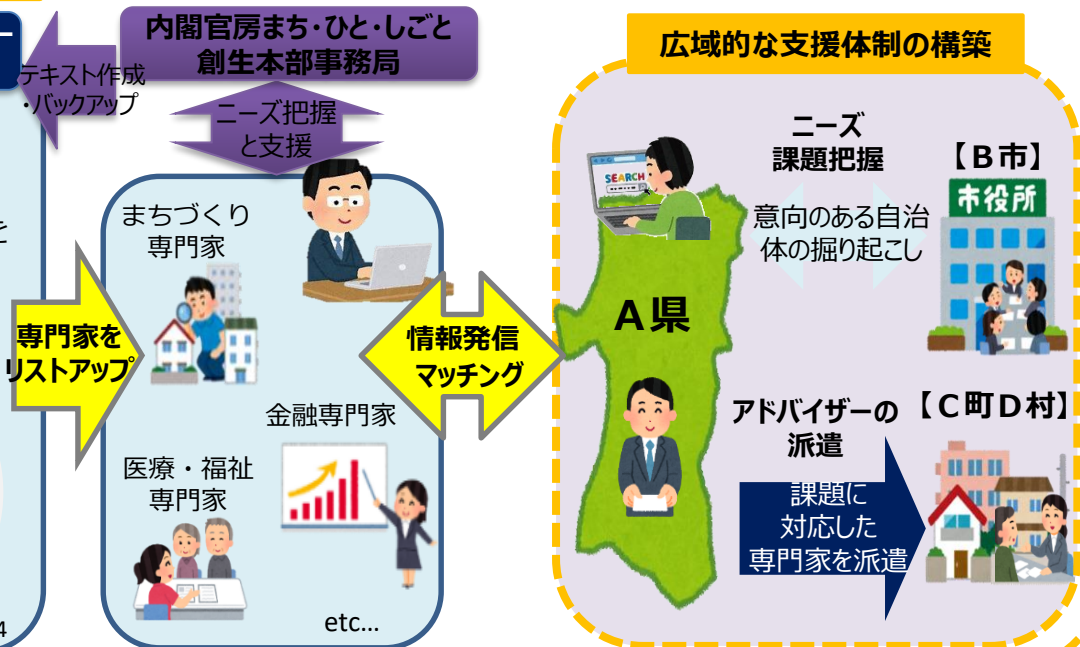 ー
テキスト作成
・バックアップ
内閣官房まち・ひと・しごと
創生本部事務局
ニーズ把握
と支援
専門家を
リストアップ
まちづくり
専門家
金融専門家
医療・福祉
専門家
etc…
4
情報発信
マッチング
広域的な支援体制の構築
SEARCH
A県
ニーズ
課題把握
意向のある自治
体の掘り起こし
【B市】
市役所
アドバイザーの
派遣
課題に
対応した
専門家を派遣
【C町D村】